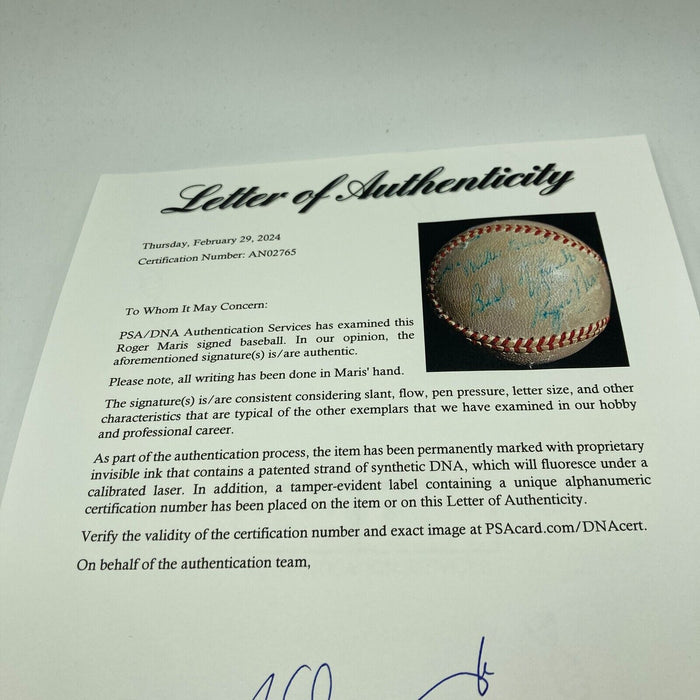 Letter of Authenticity
Thursday, February 29, 2024
Certification Number: AN02765
To Whom It May Concern:
PSA/DNA Authentication Services has examined this
Roger Maris signed baseball. In our opinion, the
aforementioned signature(s) is/are authentic.
Please note, all writing has been done in Maris' hand.
The signature(s) is/are consistent considering slant, flow, pen pressure, letter size, and other
characteristics that are typical of the other exemplars that we have examined in our hobby
and professional career.
As part of the authentication process, the item has been permanently marked with proprietary
invisible ink that contains a patented strand of synthetic DNA, which will fluoresce under a
calibrated laser. In addition, a tamper-evident label containing a unique alphanumeric
certification number has been placed on the item or on this Letter of Authenticity.
Verify the validity of the certification number and exact image at PSAcard.com/DNAcert.
On behalf of the authentication team,
Best
Roger Maris